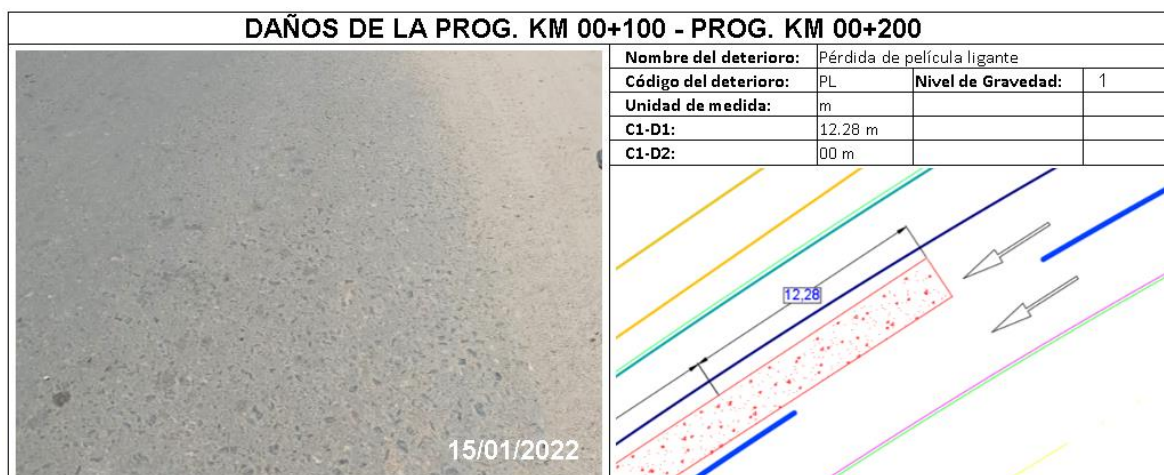 DAÑOS DE LA PROG. KM 00+100 - PROG. KM 00+200
Nombre del deterioro: Pérdida de película ligante
Código del deterioro: PL Nivel de Gravedad: 1
Unidad de medida: m
C1-D1: 12.28 m
C1-D2: 00 m
12,28
15/01/2022